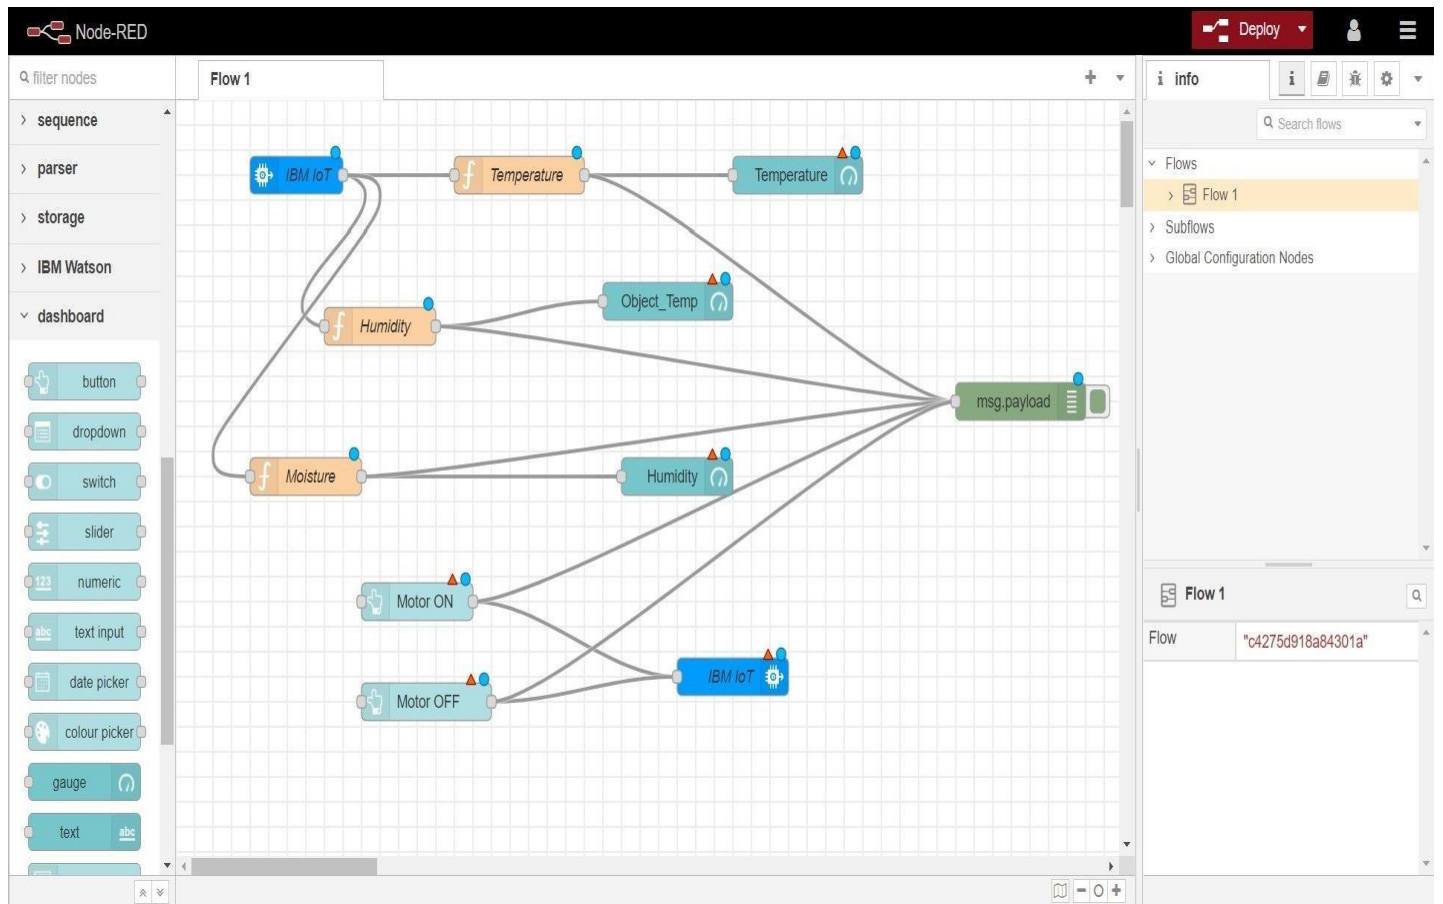 Node-RED
Deploy
filter nodes
Flow 1
info
i
sequence
parser
storage
IBM Watson
dashboard
button
dropdown
switch
slider
123 numeric
abc text input
date picker
colour picker
gauge
text abc
IBM IoT
Temperature
Temperature
Humidity
Object_Temp
msg.payload
Moisture
Humidity
Motor ON
IBM IoT
Motor OFF
Search flows
Flows
Flow 1
Subflows
Global Configuration Nodes
Flow 1
Flow "c4275d918a84301a"